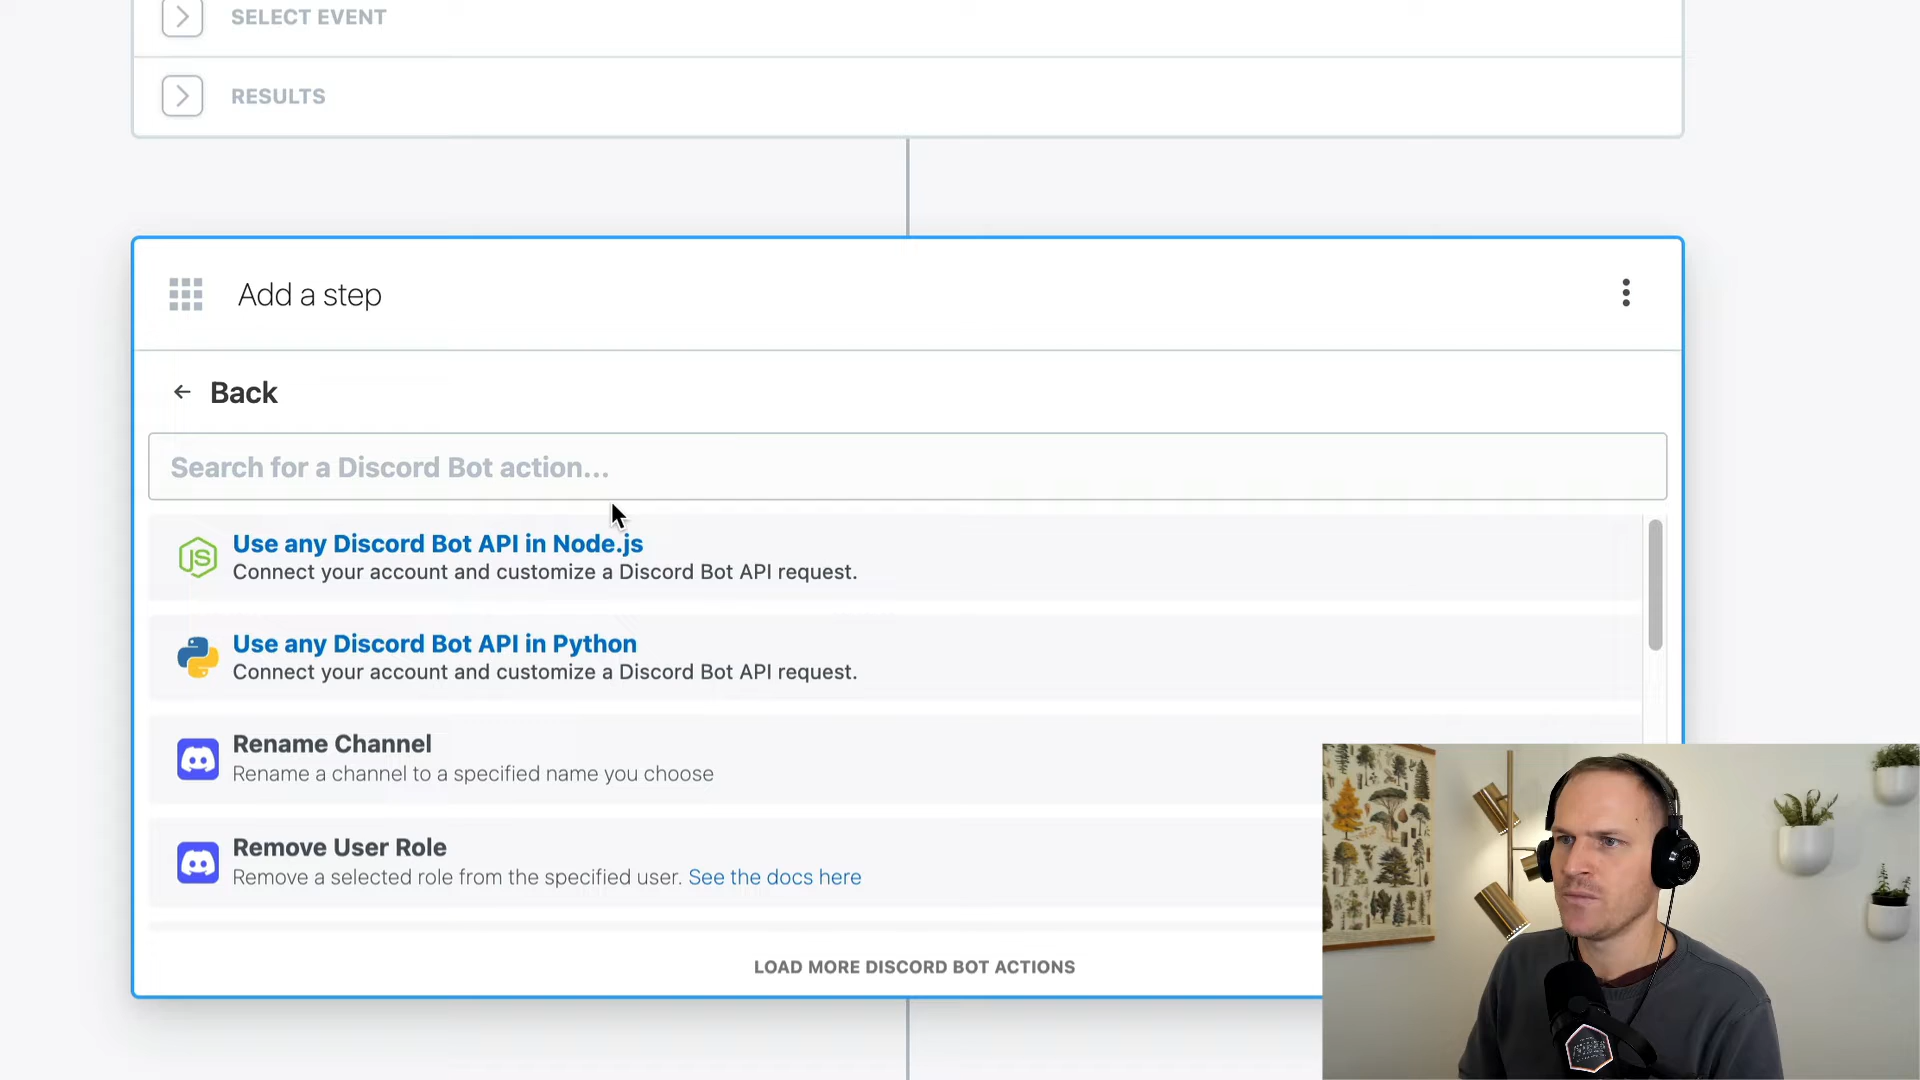 SELECT EVENT
RESULTS
Add a step
Back
Search for a Discord Bot action...
Use any Discord Bot API in Node.js
Connect your account and customize a Discord Bot API request.
Use any Discord Bot API in Python
Connect your account and customize a Discord Bot API request.
Rename Channel
Rename a channel to a specified name you choose
Remove User Role
Remove a selected role from the specified user. See the docs here
LOAD MORE DISCORD BOT ACTIONS